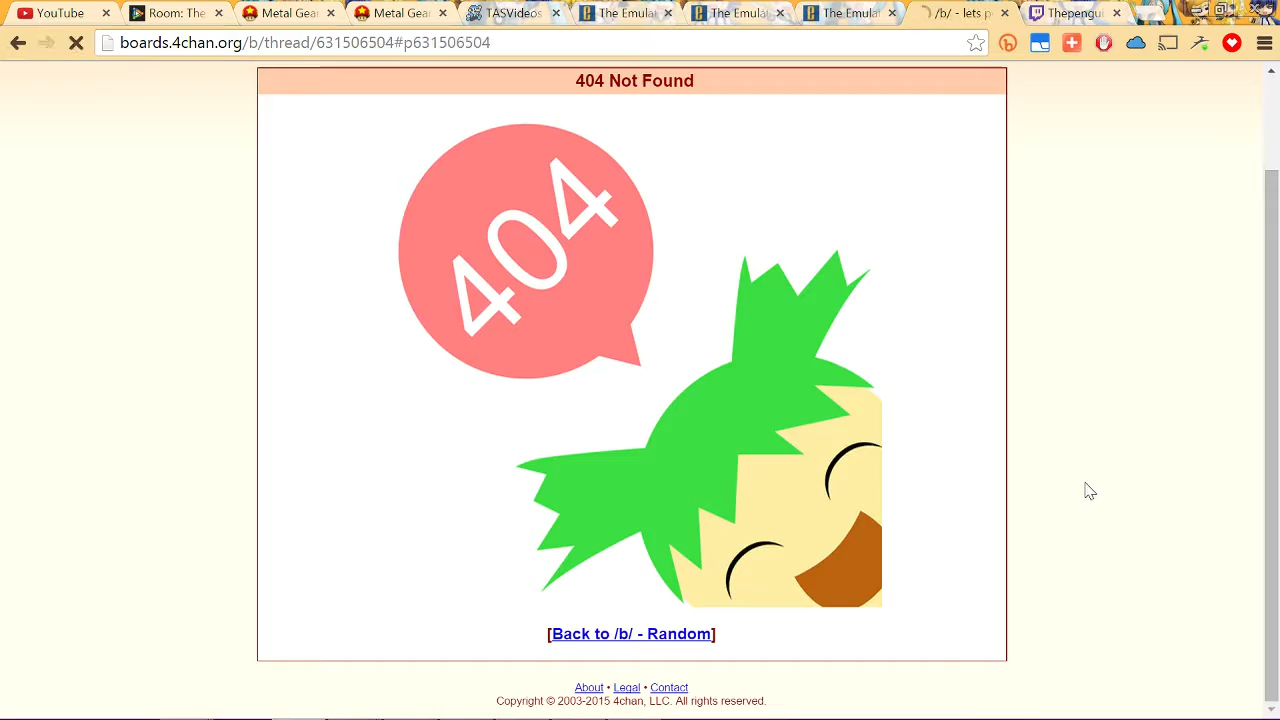 YouTube
Room: The
Metal Gear
Metal Gear
TASVideos
The Emula
The Emula
The Emula
/b/ - lets p
Thepengu
boards.4chan.org/b/thread/631506504#p631506504
404 Not Found
404
[Back to /b/ - Random]
About • Legal • Contact
Copyright © 2003-2015 4chan, LLC. All rights reserved.